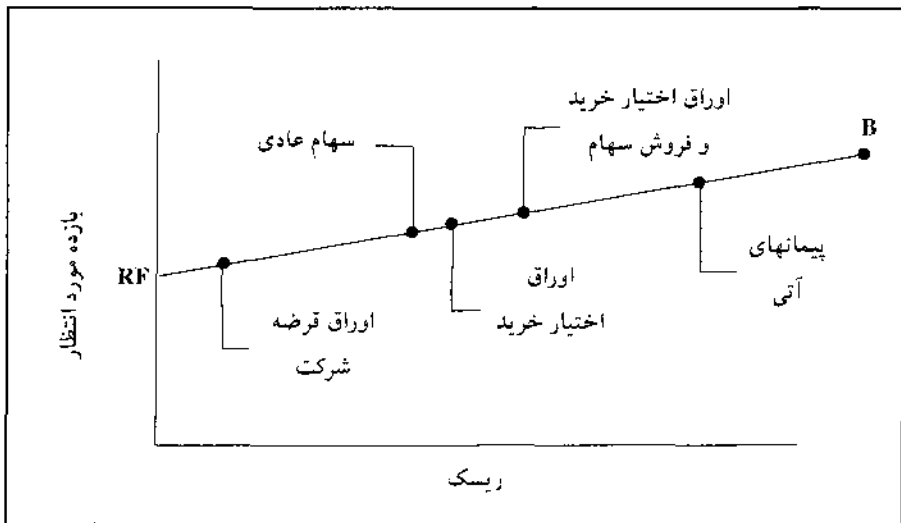 اوراق اختیار خرید
و فروش سهام
B
سهام عادی
بازده مورد انتظار
RF
پیمانهای
آتی
اوراق
اختیار خرید
اوراق قرضه
شرکت
ریسک